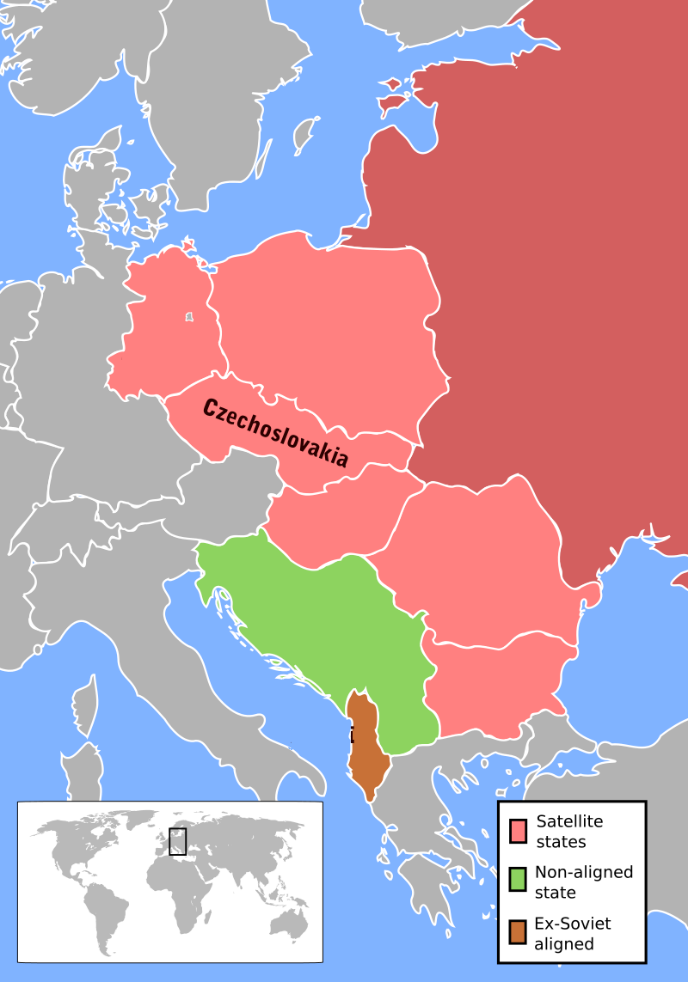 Czechoslovakia
i
Satellite
states
Non-aligned
state
Ex-Soviet
aligned